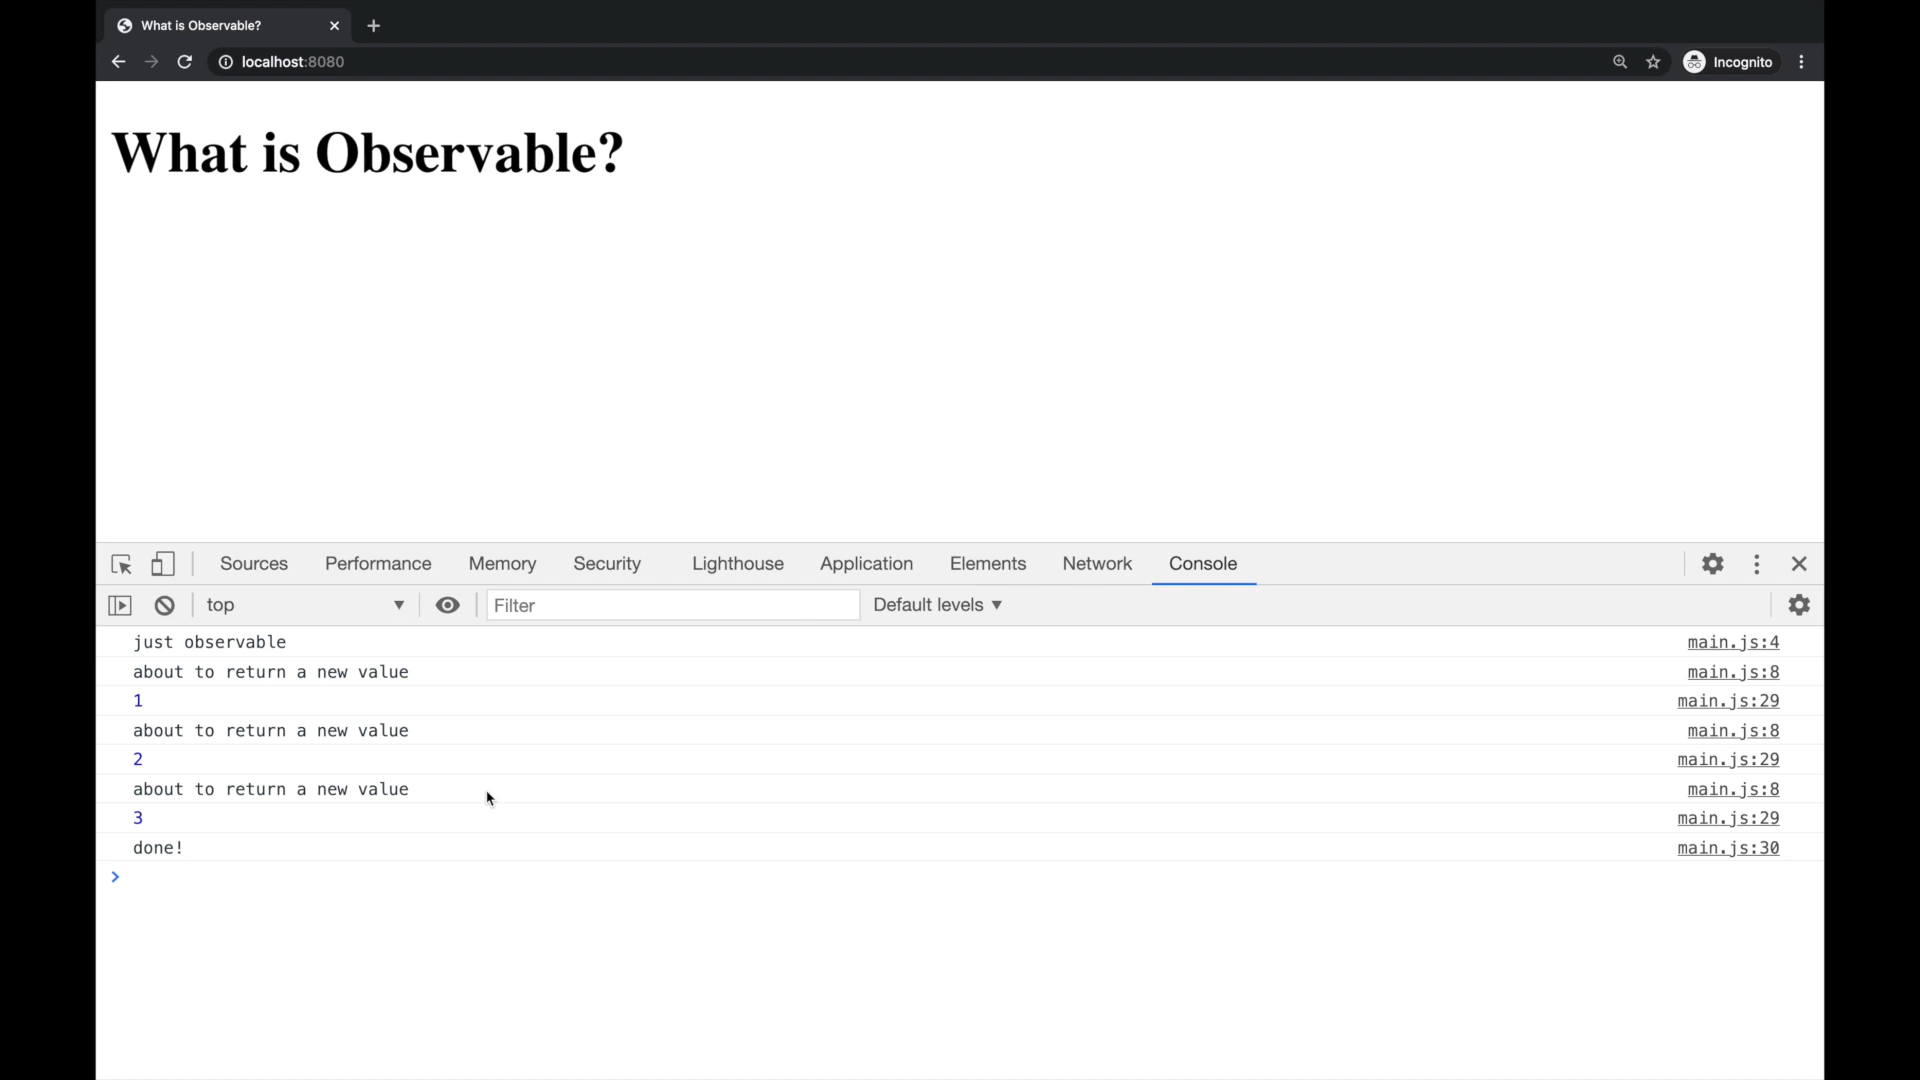 What is Observable?
localhost:8080
Incognito
What is Observable?
Sources Performance Memory Security Lighthouse Application Elements Network Console
top Filter Default levels
just observable main.js:4
about to return a new value main.js:8
1 main.js:29
about to return a new value main.js:8
2 main.js:29
about to return a new value main.js:8
3 main.js:29
done! main.js:30